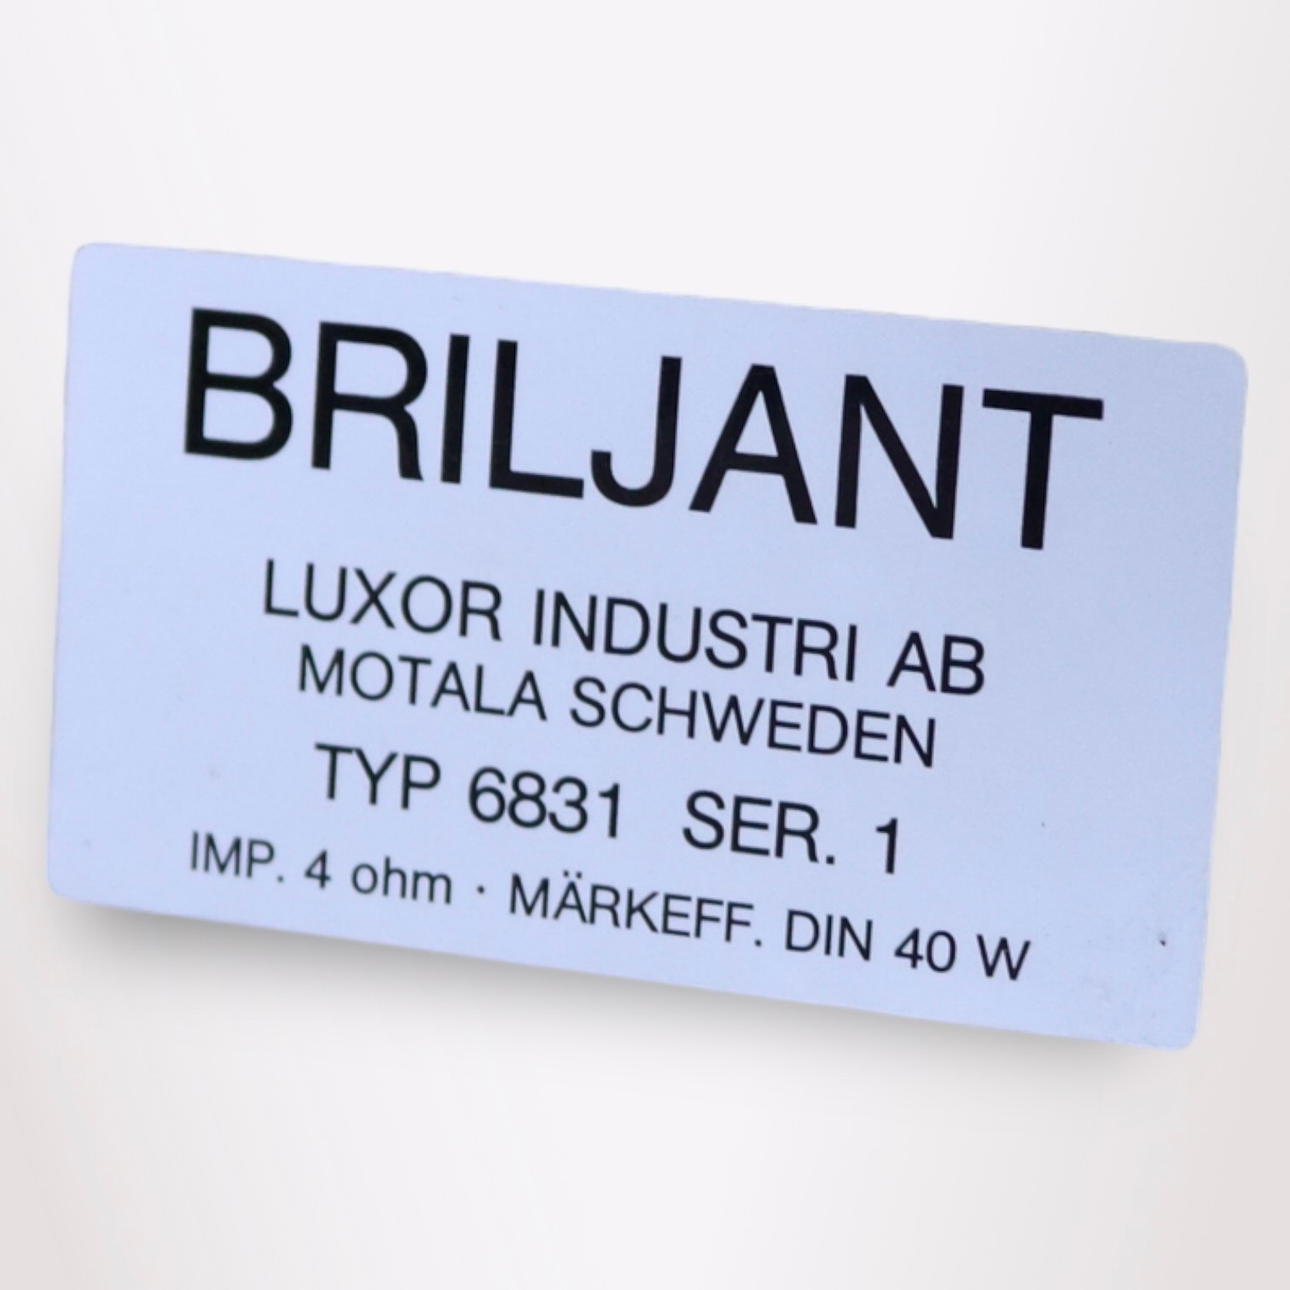 BRILJANT
LUXOR INDUSTRI AB
MOTALA SCHWEDEN
TYP 6831 SER. 1
IMP. 4 ohm · MÄRKEFF. DIN 40 W